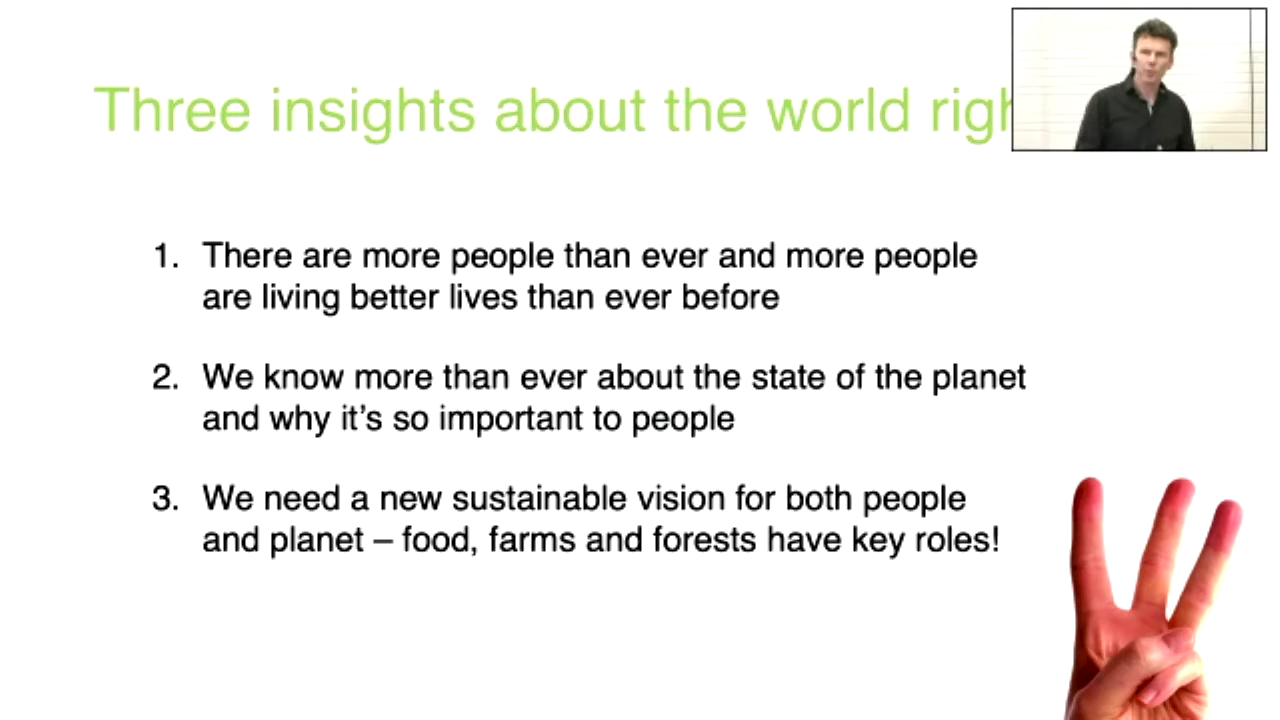 Three insights about the world
1. There are more people than ever and more people
are living better lives than ever before
2. We know more than ever about the state of the planet
and why it's so important to people
3. We need a new sustainable vision for both people
and planet – food, farms and forests have key roles!